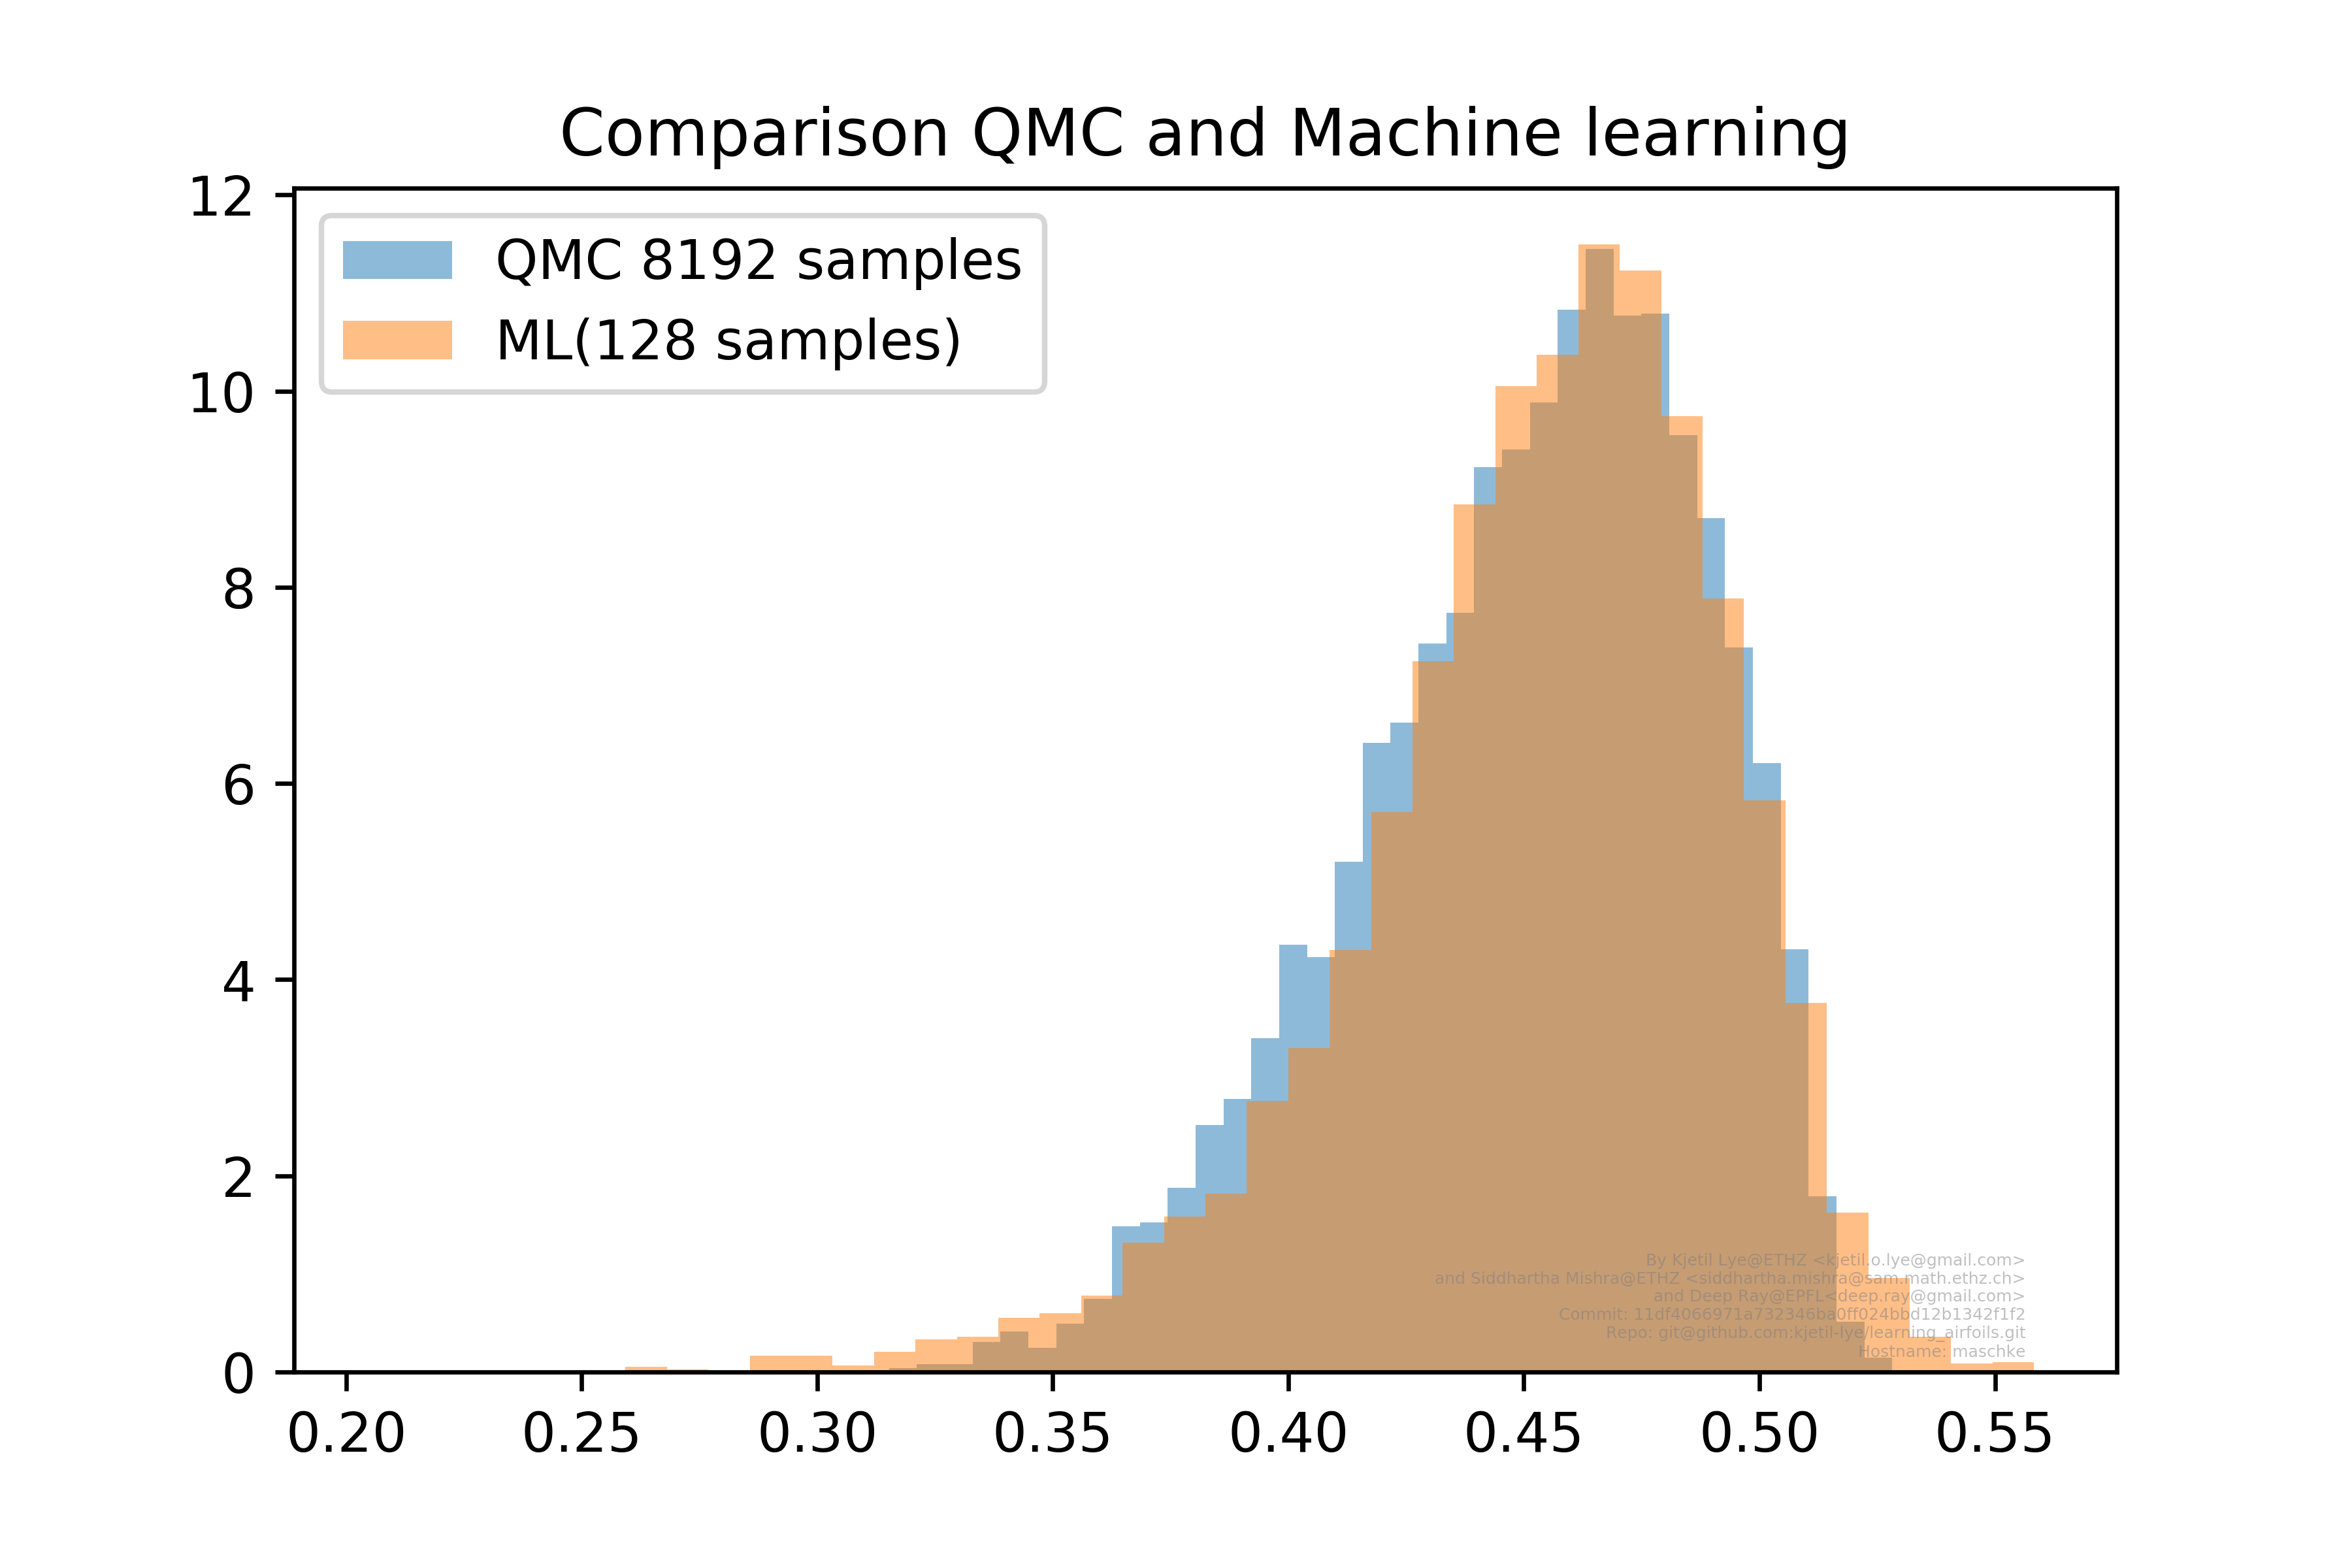 Comparison QMC and Machine learning
12
10
8
6
4
2
0
QMC 8192 samples
ML(128 samples)
By Kjetil Lye@ETHZ <kjetil.o.lye@gmail.com>
and Siddhartha Mishra@ETHZ <siddhartha.mishra@sam.math.ethz.ch>
and Deep Ray@EPFL<deep.ray@gmail.com>
Commit: 11df4066971a732346ba0ff024bbd12b1342f1f2
Repo: git@github.com:kjetil-lye/learning_airfoils.git
Hostname: maschke
0.20 0.25 0.30 0.35 0.40 0.45 0.50 0.55